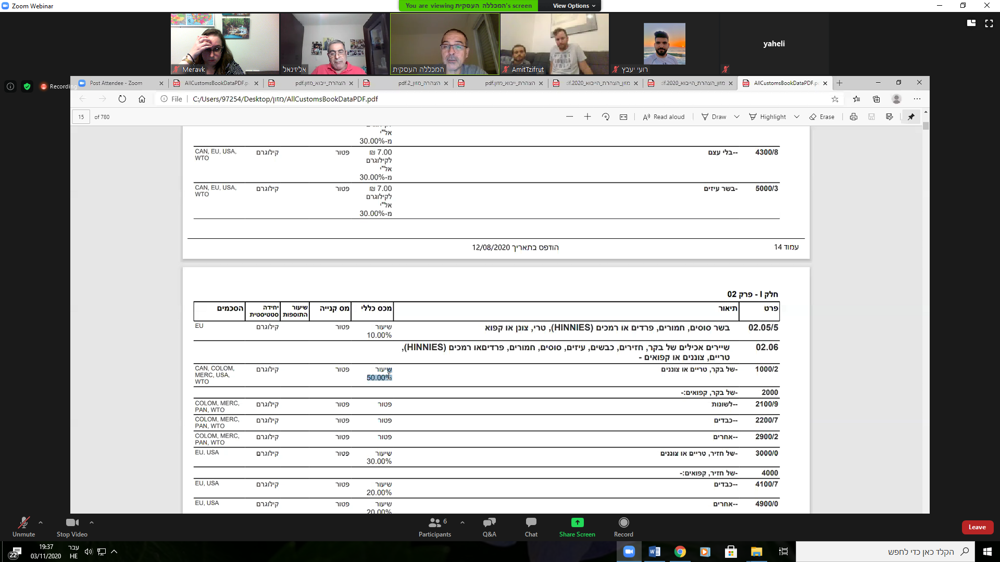 Zoom Webinar
You are viewing המכללה העסקית's screen
View Options
Meravk
אליזינאל
המכללה העסקית
AmitTzifrut
רועי יעבץ
yaheli
Recording
Post Attendee - Zoom
AllCustomsBookDataPDF.p
הצהרת_ייבוא_מזון.pdf
הצהרה_מזון_2.pdf
הצהרת_ייבוא_מזון.pdf
מזון_הצהרת_הייבוא_2020.df
מזון_הצהרת_הייבוא_2020.df
AllCustomsBookDataPDF.p
File
C:/Users/97254/Desktop/מזון/AllCustomsBookDataPDF.pdf
15 of 780
Read aloud
Draw
Highlight
Erase
אל"י
מ-30.00%
4300/8 --בלי עצם 7.00 ₪ פטור קילוגרם CAN, EU, USA,
WTO
לקילוגרם
אל"י
מ-30.00%
5000/3 -בשר עיזים 7.00 ₪ פטור קילוגרם CAN, EU, USA,
WTO
לקילוגרם
אל"י
מ-30.00%
עמוד 14 הודפס בתאריך 12/08/2020
חלק I - פרק 02
פרט תיאור מכס כללי מס קנייה שיעור התוספות יחידה סטטיסטית הסכמים
02.05/5 בשר סוסים, חמורים, פרדים או רמכים (HINNIES), טרי, צונן או קפוא שיעור פטור קילוגרם EU
10.00%
02.06 שיירים אכילים של בקר, חזירים, כבשים, עיזים, סוסים, חמורים, פרדיםאו רמכים (HINNIES),
טריים, צוננים או קפואים -
1000/2 -של בקר, טריים או צוננים שיעור פטור קילוגרם CAN, COLOM,
50.00% MERC, USA,
WTO
2000 -של בקר, קפואים:-
2100/9 --לשונות פטור פטור קילוגרם COLOM, MERC,
PAN, WTO
2200/7 --כבדים פטור פטור קילוגרם COLOM, MERC,
PAN, WTO
2900/2 --אחרים פטור פטור קילוגרם COLOM, MERC,
PAN, WTO
3000/0 -של חזיר, טריים או צוננים שיעור פטור קילוגרם EU, USA
30.00%
4000 -של חזיר, קפואים:-
4100/7 --כבדים שיעור פטור קילוגרם EU, USA
20.00%
4900/0 --אחרים שיעור פטור קילוגרם EU, USA
20.00%
Unmute
Stop Video
Participants 6
Q&A
Chat
Share Screen
Record
Leave
22
19:37
03/11/2020
עבר
HE
הקלד כאן כדי לחפש